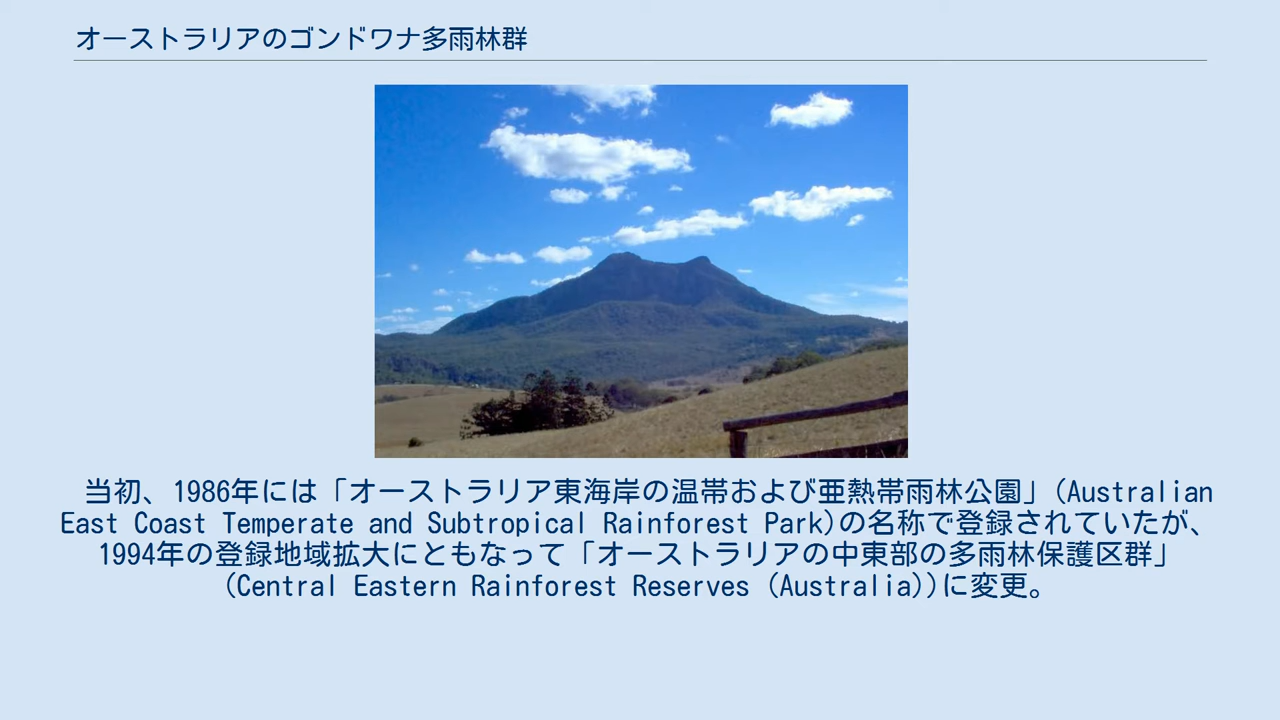 オーストラリアのゴンドワナ多雨林群
当初、1986年には「オーストラリア東海岸の温帯および亜熱帯雨林公園」(Australian
East Coast Temperate and Subtropical Rainforest Park)の名称で登録されていたが、
1994年の登録地域拡大にともなって「オーストラリアの中東部の多雨林保護区群」
(Central Eastern Rainforest Reserves (Australia))に変更。